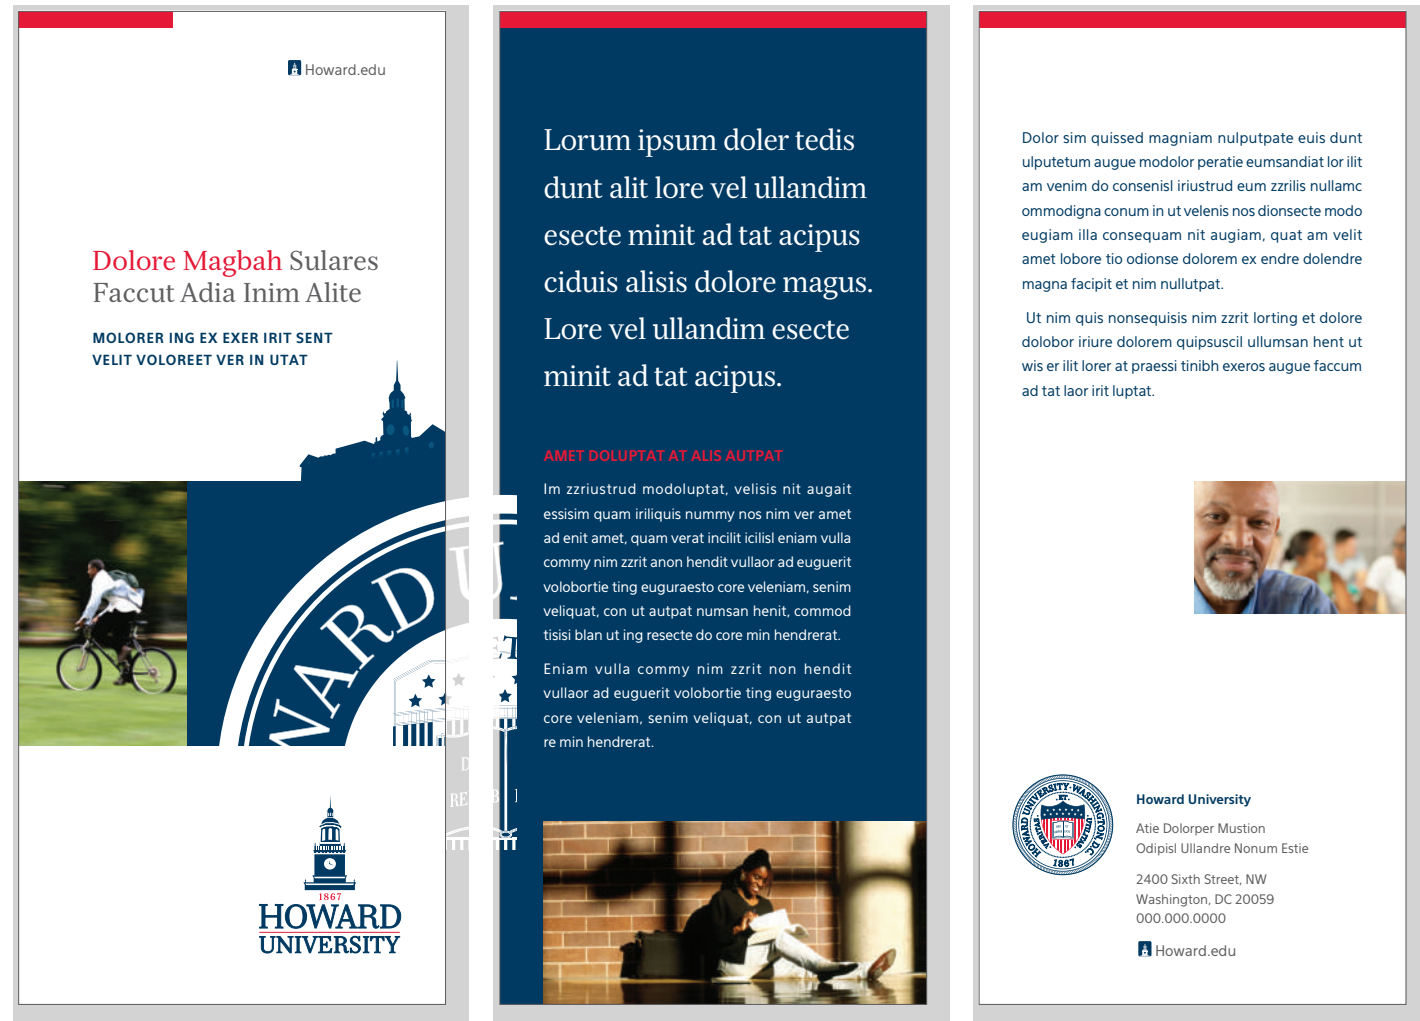 Howard.edu
Dolore Magbah Sulares
Faccut Adia Inim Alite
MOLORER ING EX EXER IRIT SENT
VELIT VOLOREET VER IN UTAT
WARD U
1867
HOWARD
UNIVERSITY
Lorum ipsum doler tedis
dunt alit lore vel ullandim
esecte minit ad tat acipus
ciduis alisis dolore magus.
Lore vel ullandim esecte
minit ad tat acipus.
AMET DOLUPTAT AT ALIS AUTPAT
Im zzriustrud modoluptat, velisis nit augait
essisim quam iriliquis nummy nos nim ver amet
ad enit amet, quam verat incilit icilisl eniam vulla
commy nim zzrit anon hendit vullaor ad euguerit
volobortie ting euguraesto core veleniam, senim
veliquat, con ut autpat numsan henit, commod
tisisi blan ut ing resecte do core min hendrerat.
Eniam vulla commy nim zzrit non hendit
vullaor ad euguerit volobortie ting euguraesto
core veleniam, senim veliquat, con ut autpat
re min hendrerat.
Dolor sim quissed magniam nulputpate euis dunt
ulputetum augue modolor peratie eumsandiat lor ilit
am venim do consenisl iriustrud eum zzrilis nullamc
ommodigna conum in ut velenis nos dionsecte modo
eugiam illa consequam nit augiam, quat am velit
amet lobore tio odionse dolorem ex endre dolendre
magna facipit et nim nullutpat.
Ut nim quis nonsequisis nim zzrit lorting et dolore
dolobor iriure dolorem quipsuscil ullumsan hent ut
wis er ilit lorer at praessi tinibh exeros augue faccum
ad tat laor irit luptat.
HOWARD UNIVERSITY·WASHINGTON, D.C.
.ET.
VERITAS
UTILITAS
1867
Howard University
Atie Dolorper Mustion
Odipisl Ullandre Nonum Estie
2400 Sixth Street, NW
Washington, DC 20059
000.000.0000
Howard.edu